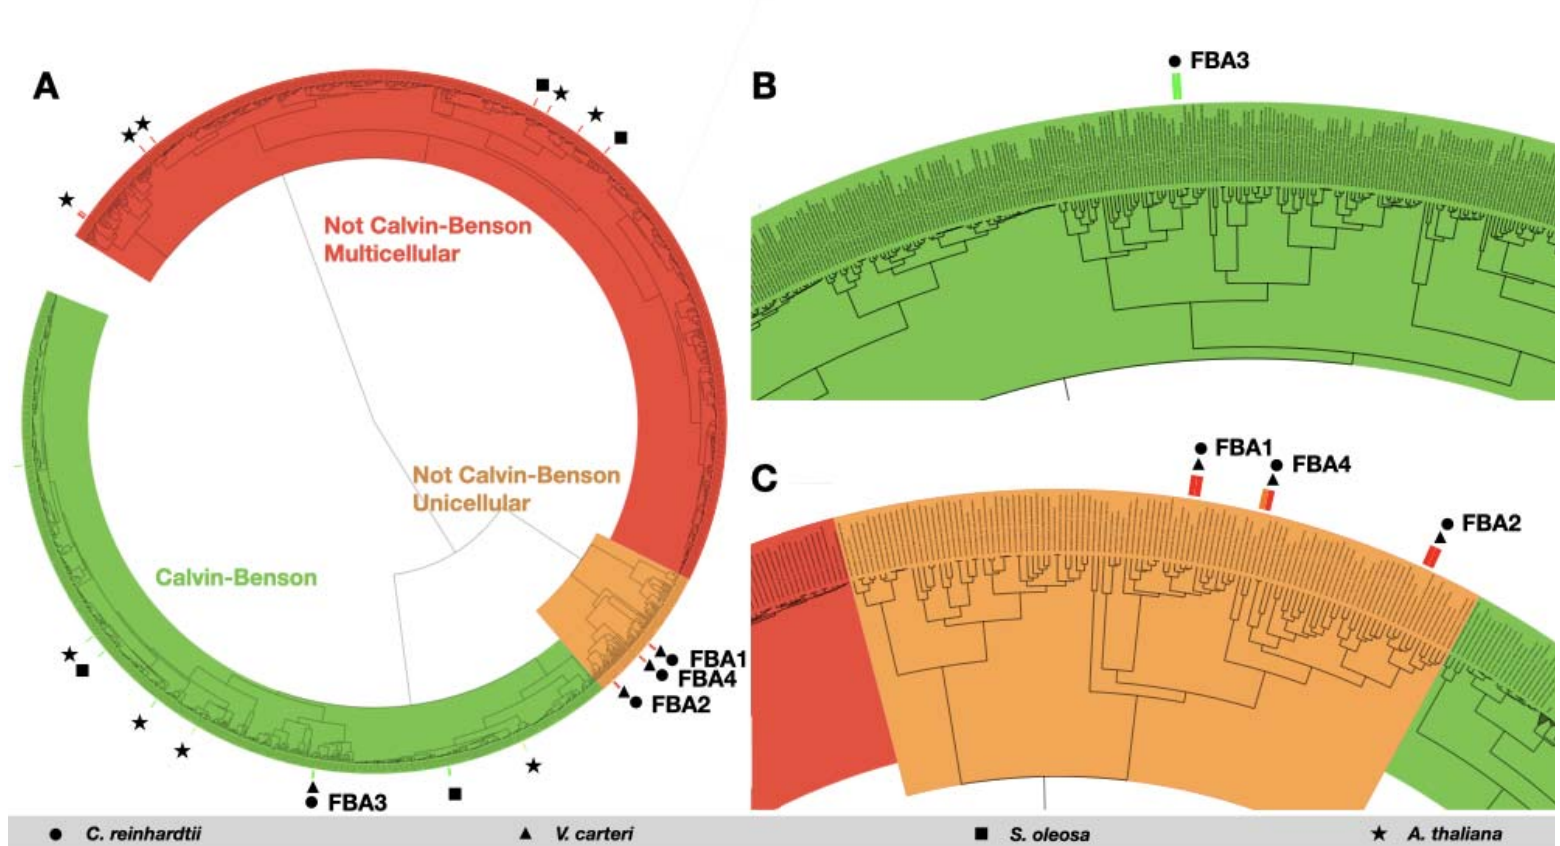 A
Not Calvin-Benson
Multicellular
Not Calvin-Benson
Unicellular
Calvin-Benson
FBA1
FBA4
FBA2
FBA3
B
FBA3
C
FBA1
FBA4
FBA2
C. reinhardtii
V. carteri
S. oleosa
A. thaliana